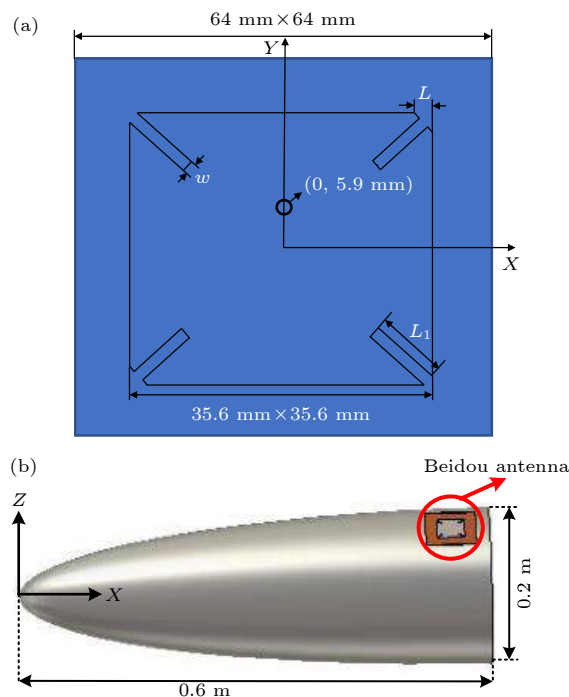 (a)
64 mm×64 mm
Y
L
w
(0, 5.9 mm)
X
L₁
35.6 mm×35.6 mm
(b)
Beidou antenna
Z
X
0.2 m
0.6 m